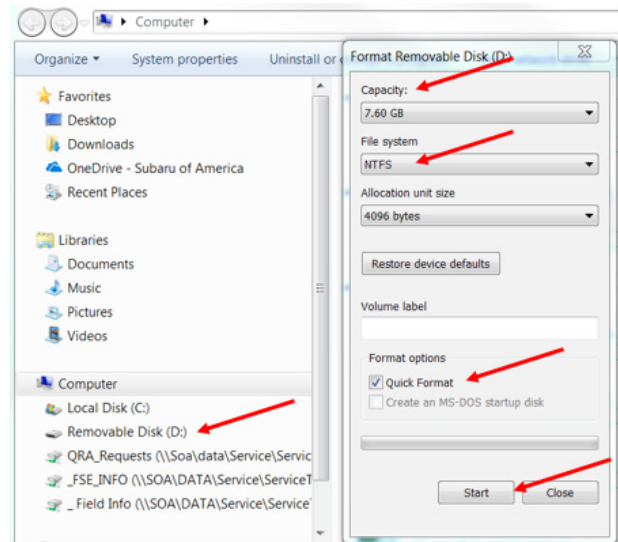 Computer
Organize
System properties
Uninstall or
Favorites
Desktop
Downloads
OneDrive - Subaru of America
Recent Places
Libraries
Documents
Music
Pictures
Videos
Computer
Local Disk (C:)
Removable Disk (D:)
QRA_Requests (\\Soa\data\Service\Servic
_FSE_INFO (\\SOA\DATA\Service\ServiceT
_ Field Info (\\SOA\DATA\Service\Service
Format Removable Disk (D:)
Capacity:
7.60 GB
File system
NTFS
Allocation unit size
4096 bytes
Restore device defaults
Volume label
Format options
Quick Format
Create an MS-DOS startup disk
Start
Close